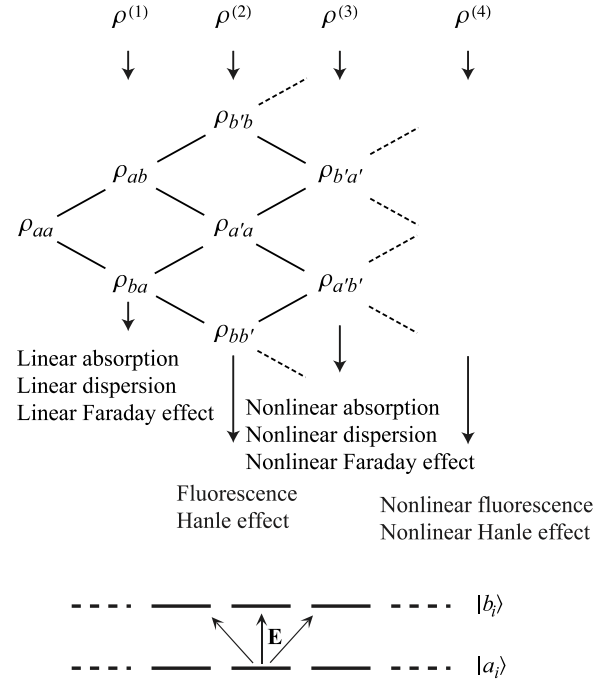 ρ⁽¹⁾ ρ⁽²⁾ ρ⁽³⁾ ρ⁽⁴⁾
ρb′b
ρab ρb′a′
ρaa ρa′a
ρba ρa′b′
ρbb′
Linear absorption
Linear dispersion
Linear Faraday effect
Nonlinear absorption
Nonlinear dispersion
Nonlinear Faraday effect
Fluorescence
Hanle effect
Nonlinear fluorescence
Nonlinear Hanle effect
|bᵢ⟩
E
|aᵢ⟩